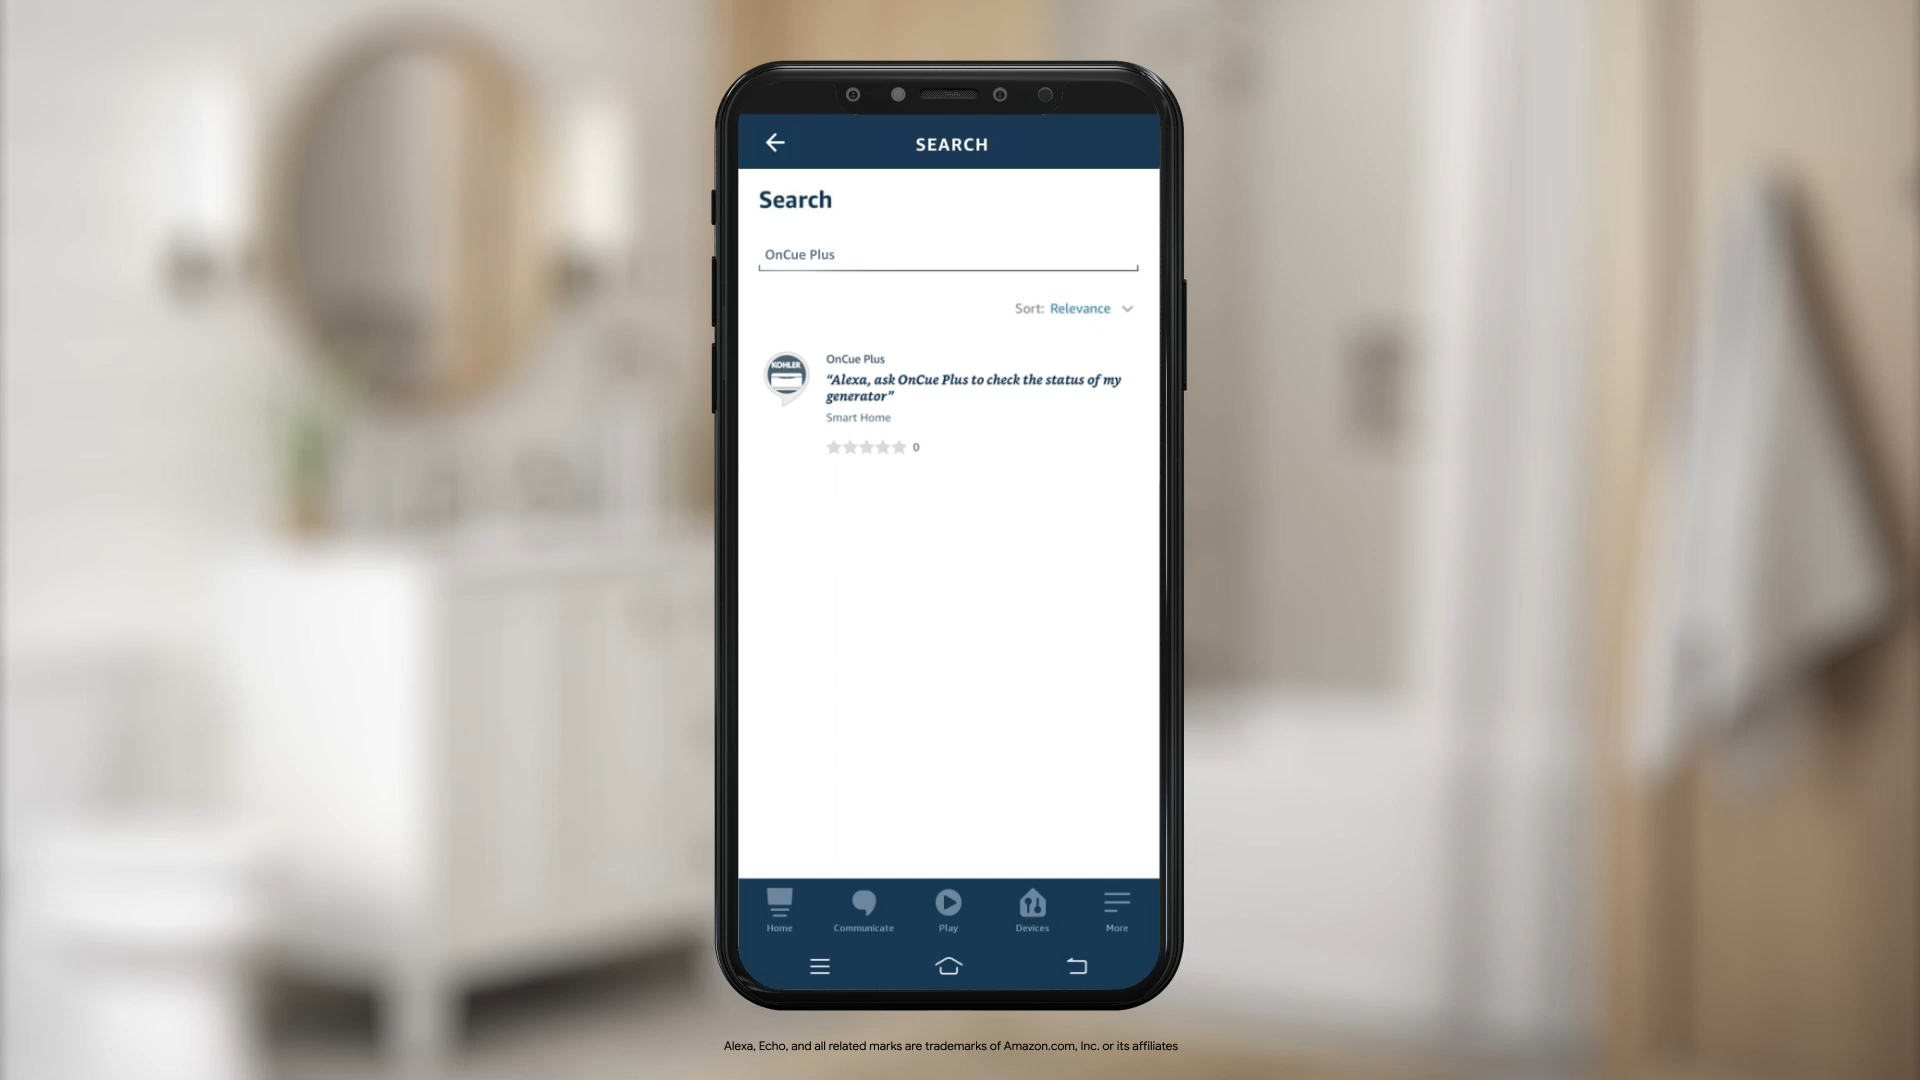 SEARCH
Search
OnCue Plus
Sort: Relevance
KOHLER
OnCue Plus
“Alexa, ask OnCue Plus to check the status of my
generator”
Smart Home
0
Home Communicate Play Devices More
Alexa, Echo, and all related marks are trademarks of Amazon.com, Inc. or its affiliates